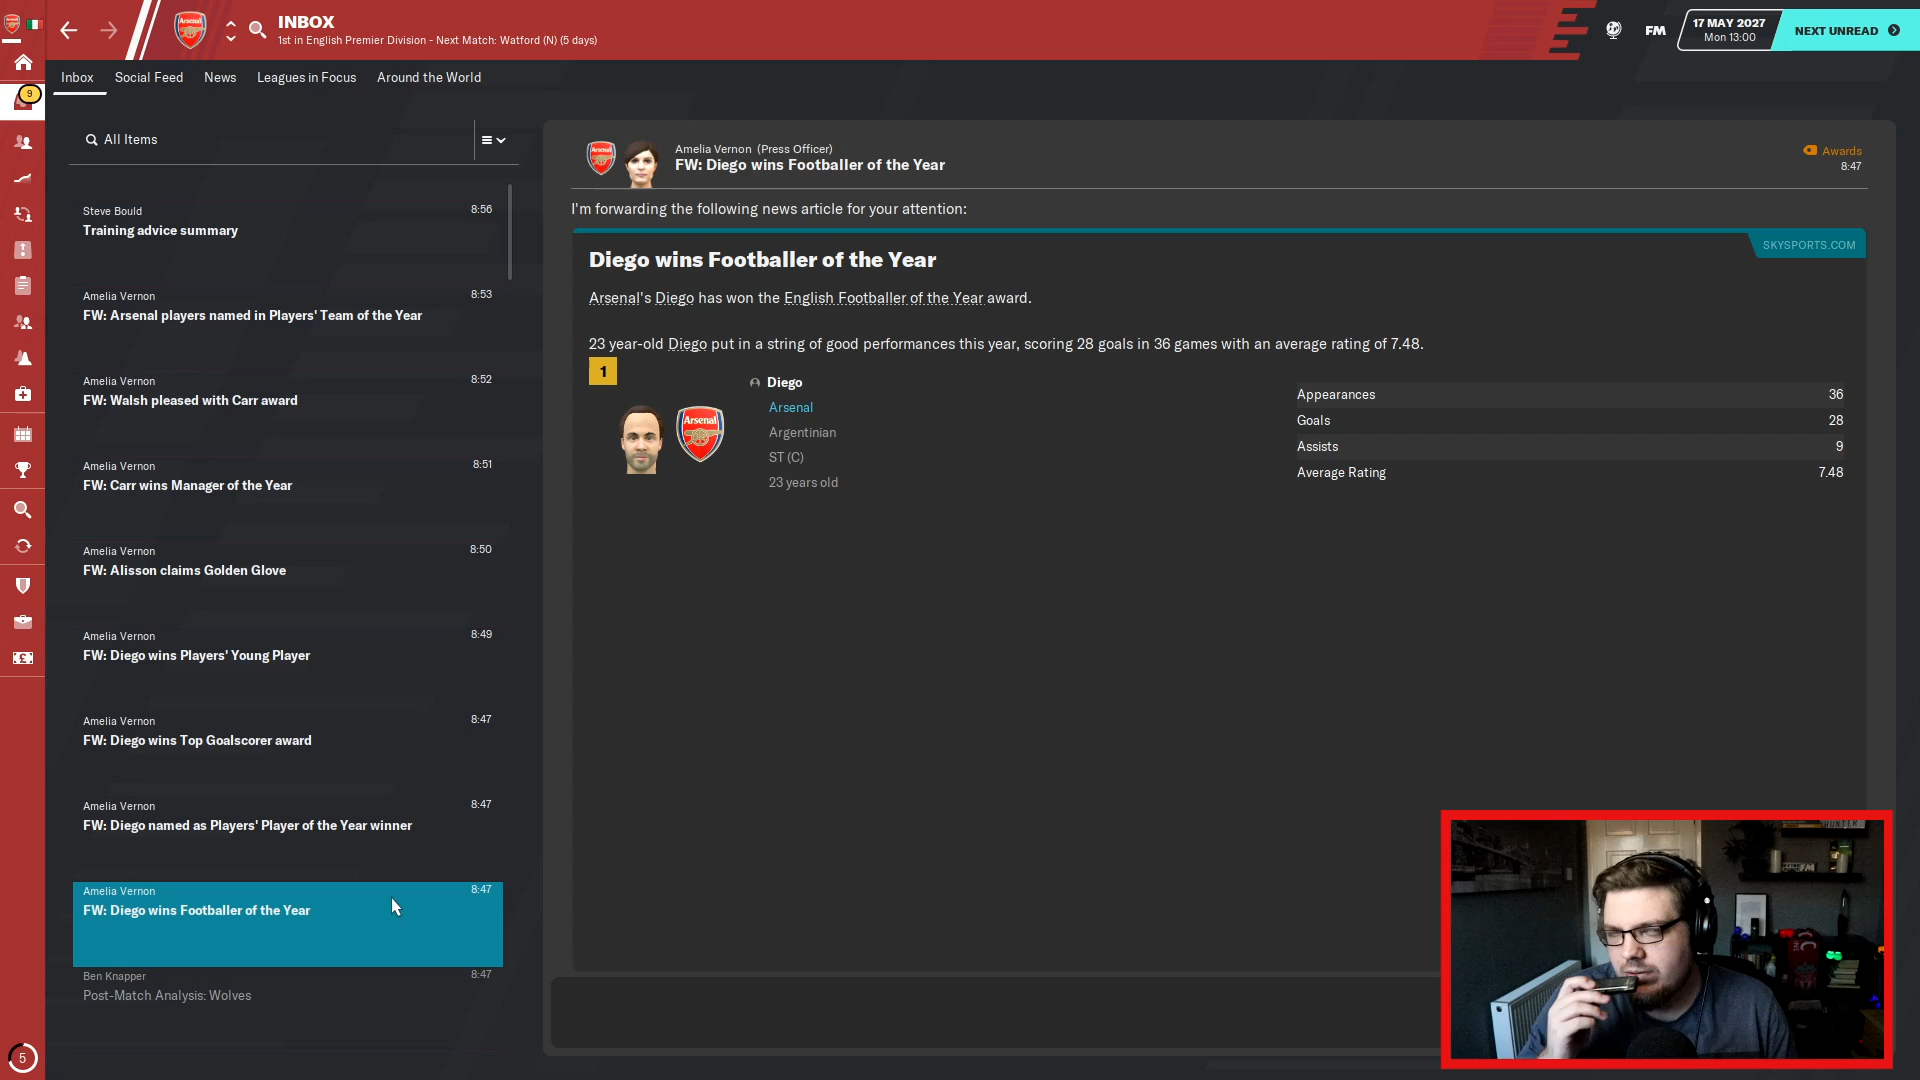 INBOX
1st in English Premier Division - Next Match: Watford (N) (5 days)
FM
17 MAY 2027
Mon 13:00
NEXT UNREAD
Inbox
Social Feed
News
Leagues in Focus
Around the World
9
All Items
Steve Bould
8:56
Training advice summary
Amelia Vernon
8:53
FW: Arsenal players named in Players' Team of the Year
Amelia Vernon
8:52
FW: Walsh pleased with Carr award
Amelia Vernon
8:51
FW: Carr wins Manager of the Year
Amelia Vernon
8:50
FW: Alisson claims Golden Glove
Amelia Vernon
8:49
FW: Diego wins Players' Young Player
Amelia Vernon
8:47
FW: Diego wins Top Goalscorer award
Amelia Vernon
8:47
FW: Diego named as Players' Player of the Year winner
Amelia Vernon
8:47
FW: Diego wins Footballer of the Year
Ben Knapper
8:47
Post-Match Analysis: Wolves
5
Arsenal
Amelia Vernon (Press Officer)
FW: Diego wins Footballer of the Year
Awards
8:47
I'm forwarding the following news article for your attention:
SKYSPORTS.COM
Diego wins Footballer of the Year
Arsenal's Diego has won the English Footballer of the Year award.
23 year-old Diego put in a string of good performances this year, scoring 28 goals in 36 games with an average rating of 7.48.
1
Arsenal
Diego
Arsenal
Argentinian
ST (C)
23 years old
Appearances 36
Goals 28
Assists 9
Average Rating 7.48